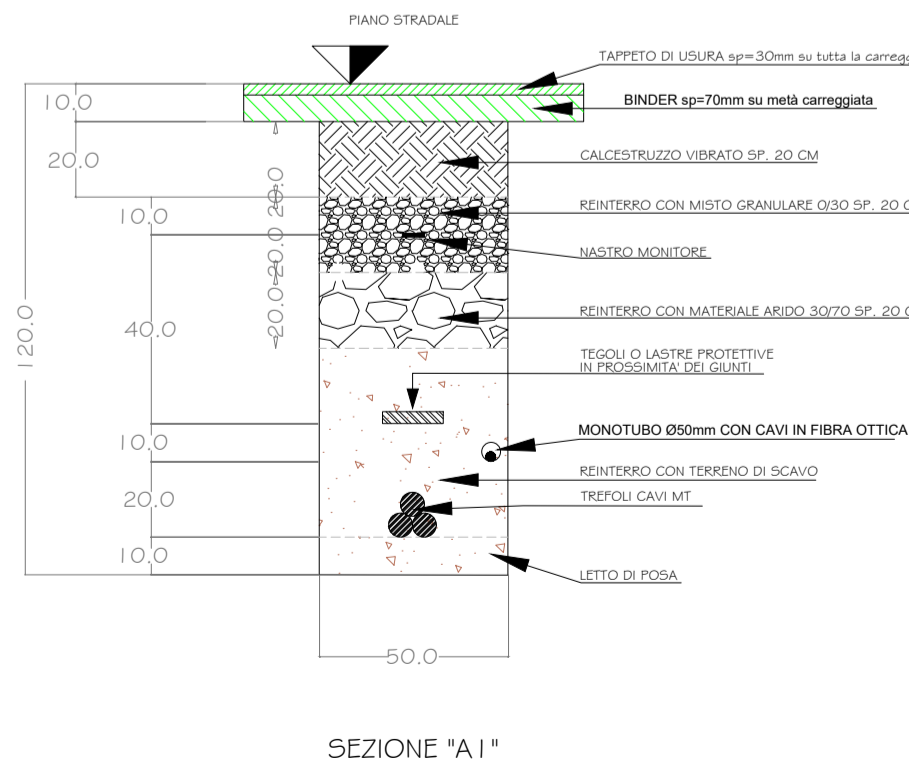 PIANO STRADALE
TAPPETO DI USURA sp=30mm su tutta la carregg
10.0
BINDER sp=70mm su metà carreggiata
20.0
CALCESTRUZZO VIBRATO SP. 20 CM
20.0
10.0
REINTERRO CON MISTO GRANULARE 0/30 SP. 20 C
20.0
NASTRO MONITORE
20.0
REINTERRO CON MATERIALE ARIDO 30/70 SP. 20 C
120.0
40.0
TEGOLI O LASTRE PROTETTIVE
IN PROSSIMITA' DEI GIUNTI
10.0
MONOTUBO Ø50mm CON CAVI IN FIBRA OTTICA
REINTERRO CON TERRENO DI SCAVO
20.0
TREFOLI CAVI MT
10.0
LETTO DI POSA
50.0
SEZIONE "A1"